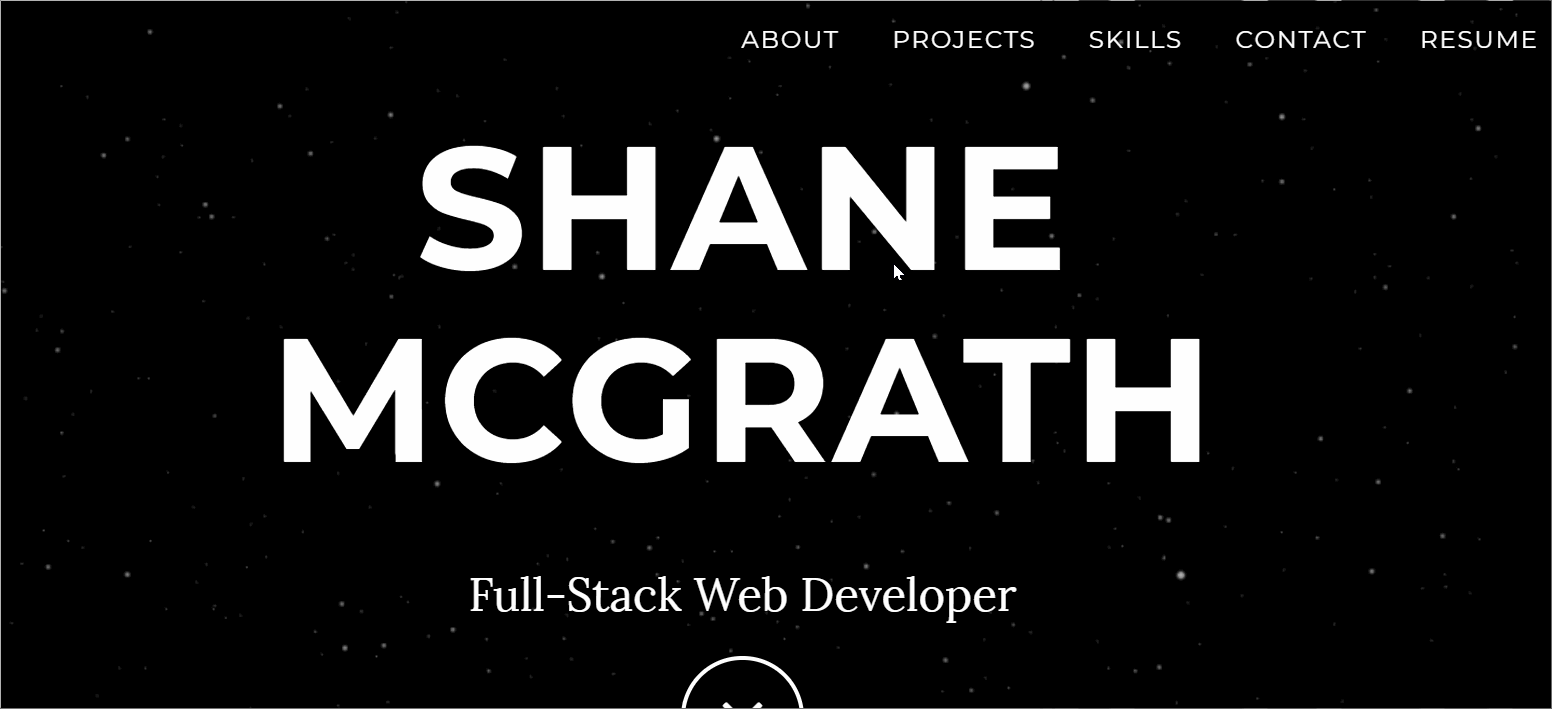 ABOUT PROJECTS SKILLS CONTACT RESUME
SHANE
MCGRATH
Full-Stack Web Developer